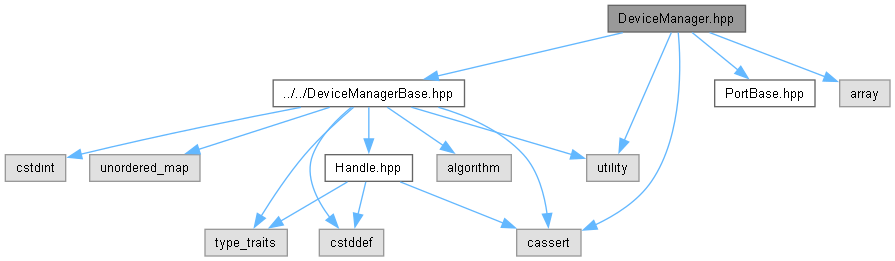 DeviceManager.hpp
../../DeviceManagerBase.hpp
PortBase.hpp
array
cstdint
unordered_map
Handle.hpp
algorithm
utility
type_traits
cstddef
cassert